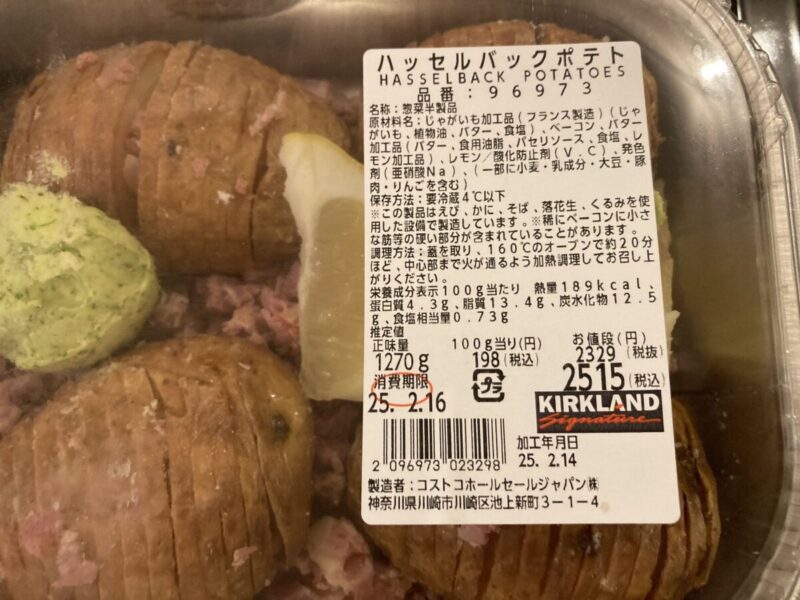 ハッセルバックポテト
HASSELBACK POTATOES
品番：96973
名称：惣菜半製品
原材料名：じゃがいも加工品（フランス製造）（じゃ
がいも、植物油、バター、食塩）、ベーコン、バター
加工品（バター、食用油脂、パセリソース、食塩、レ
モン加工品）、レモン／酸化防止剤（V．C）、発色
剤（亜硝酸Na）、（一部に小麦・乳成分・大豆・豚
肉・りんごを含む）
保存方法：要冷蔵4℃以下
※この製品はえび、かに、そば、落花生、くるみを使
用した設備で製造しています。※稀にベーコンに小さ
な筋等の硬い部分が含まれていることがあります。
調理方法：蓋を取り、160℃のオーブンで約20分
ほど、中心部まで火が通るよう加熱調理してお召し上
がりください。
栄養成分表示100g当たり 熱量189kcal、
蛋白質4.3g、脂質13.4g、炭水化物12.5
g、食塩相当量0.73g
推定値
正味量 100g当り(円) お値段(円)
1270g 198(税込) 2329(税抜)
消費期限 プラ 2515(税込)
25. 2.16 KIRKLAND
Signature
加工年月日
2 096973 023298 25. 2.14
製造者：コストコホールセールジャパン㈱
神奈川県川崎市川崎区池上新町3－1－4